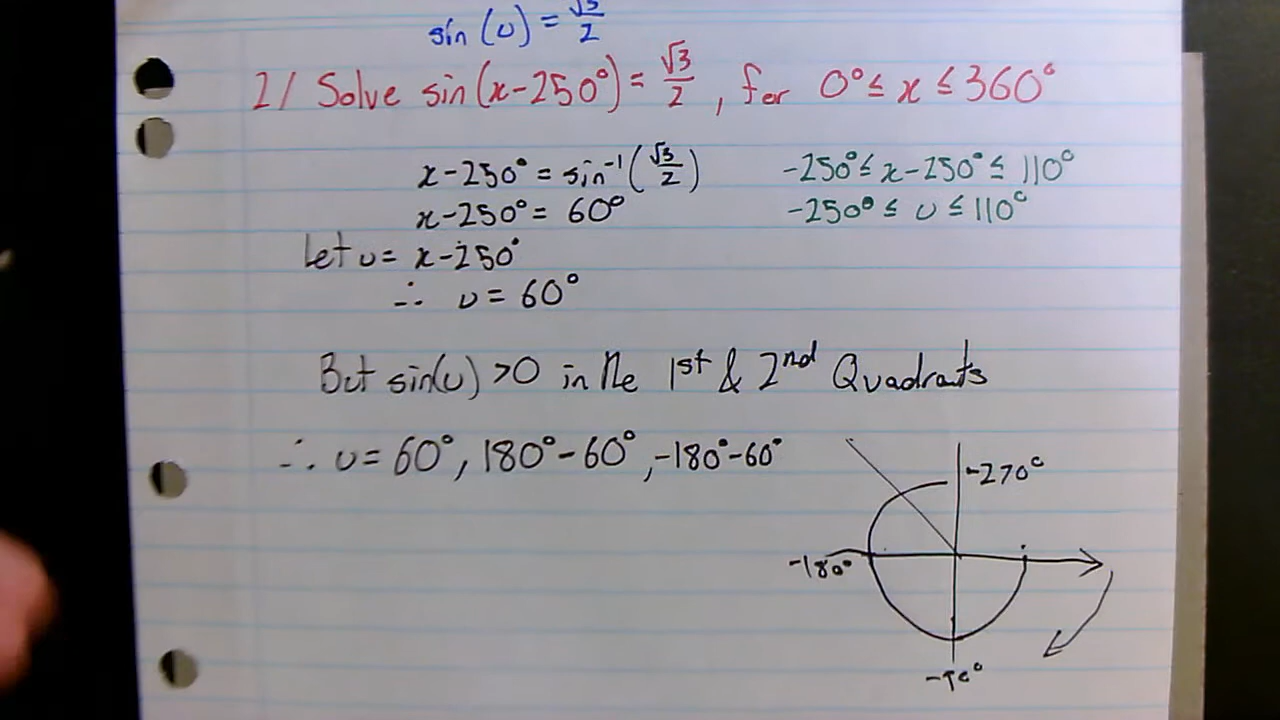 sin (u) = √3/2
2/ Solve sin(x-250°) = √3/2, for 0° ≤ x ≤ 360°
x-250° = sin⁻¹(√3/2)
-250° ≤ x-250° ≤ 110°
x-250° = 60°
-250° ≤ u ≤ 110°
Let u = x-250°
∴ u = 60°
But sin(u) >0 in the 1st & 2nd Quadrants
∴ u = 60°, 180°-60°, -180°-60°
-270°
-180°
-90°